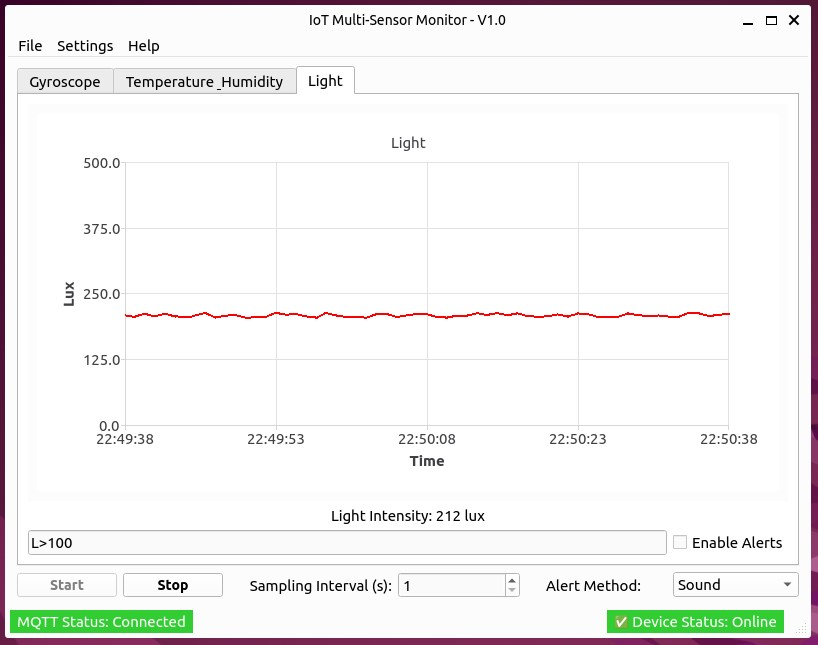 IoT Multi-Sensor Monitor - V1.0
File Settings Help
Gyroscope Temperature_Humidity Light
Light
500.0
375.0
250.0
125.0
0.0
Lux
22:49:38 22:49:53 22:50:08 22:50:23 22:50:38
Time
Light Intensity: 212 lux
L>100 Enable Alerts
Start Stop Sampling Interval (s): 1 Alert Method: Sound
MQTT Status: Connected ✅ Device Status: Online